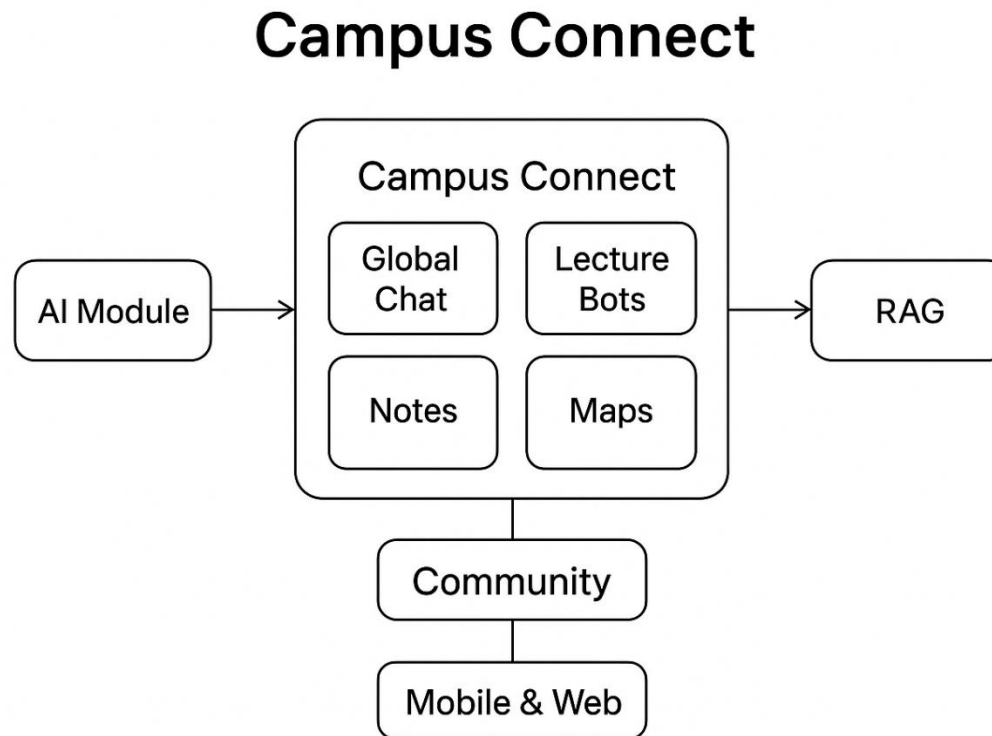 Campus Connect
Campus Connect
Global
Chat
Lecture
Bots
AI Module
RAG
Notes
Maps
Community
Mobile & Web